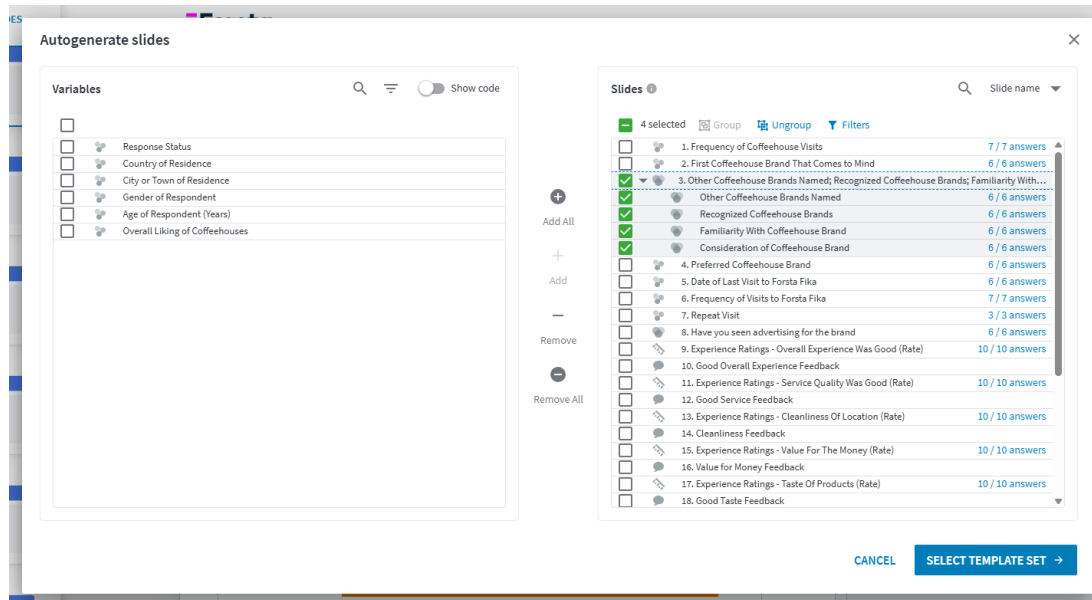 Autogenerate slides
Variables
Show code
Response Status
Country of Residence
City or Town of Residence
Gender of Respondent
Age of Respondent (Years)
Overall Liking of Coffeehouses
Add All
Add
Remove
Remove All
Slides
Slide name
4 selected Group Ungroup Filters
1. Frequency of Coffeehouse Visits 7 / 7 answers
2. First Coffeehouse Brand That Comes to Mind 6 / 6 answers
3. Other Coffeehouse Brands Named; Recognized Coffeehouse Brands; Familiarity With...
Other Coffeehouse Brands Named 6 / 6 answers
Recognized Coffeehouse Brands 6 / 6 answers
Familiarity With Coffeehouse Brand 6 / 6 answers
Consideration of Coffeehouse Brand 6 / 6 answers
4. Preferred Coffeehouse Brand 6 / 6 answers
5. Date of Last Visit to Forsta Fika 6 / 6 answers
6. Frequency of Visits to Forsta Fika 7 / 7 answers
7. Repeat Visit 3 / 3 answers
8. Have you seen advertising for the brand 6 / 6 answers
9. Experience Ratings - Overall Experience Was Good (Rate) 10 / 10 answers
10. Good Overall Experience Feedback
11. Experience Ratings - Service Quality Was Good (Rate) 10 / 10 answers
12. Good Service Feedback
13. Experience Ratings - Cleanliness Of Location (Rate) 10 / 10 answers
14. Cleanliness Feedback
15. Experience Ratings - Value For The Money (Rate) 10 / 10 answers
16. Value for Money Feedback
17. Experience Ratings - Taste Of Products (Rate) 10 / 10 answers
18. Good Taste Feedback
CANCEL
SELECT TEMPLATE SET